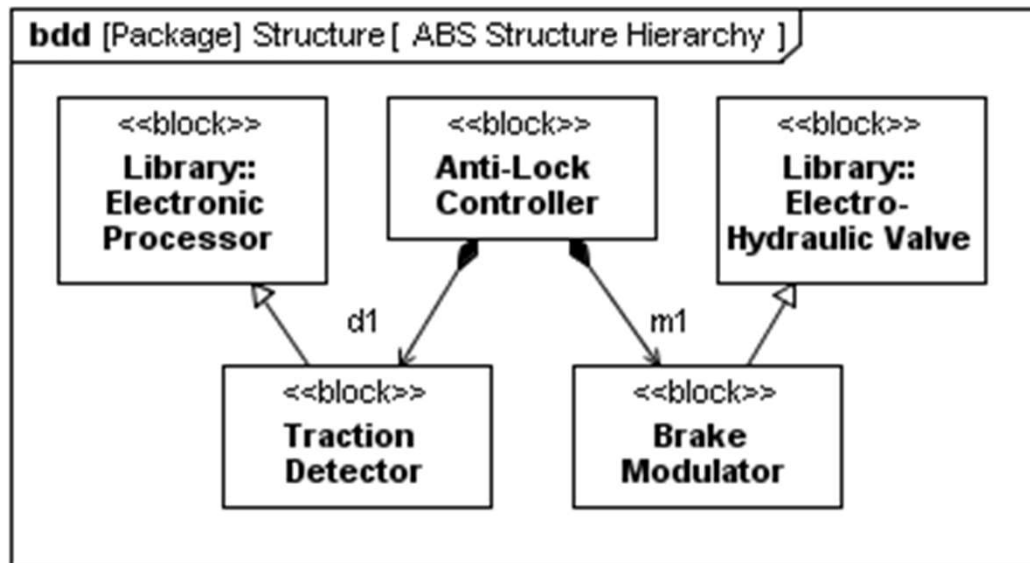 bdd [Package] Structure [ ABS Structure Hierarchy ]
<<block>>
Library::
Electronic
Processor
<<block>>
Anti-Lock
Controller
<<block>>
Library::
Electro-
Hydraulic Valve
d1
m1
<<block>>
Traction
Detector
<<block>>
Brake
Modulator